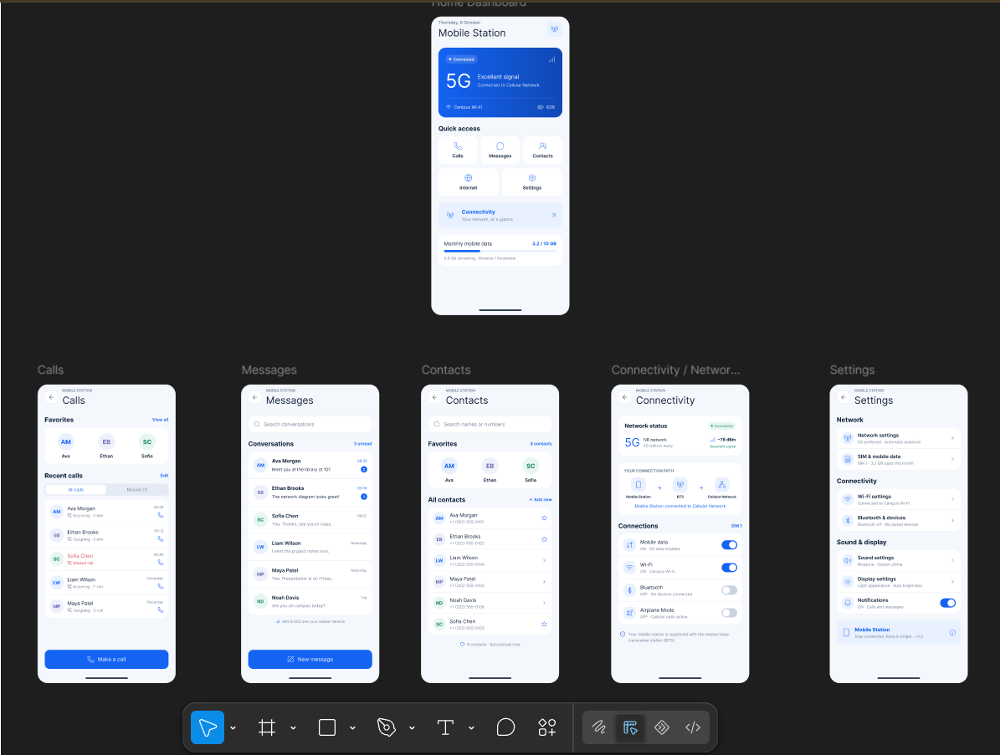 Home Dashboard
Thursday, 8 October
Mobile Station
Connected
5G
Excellent signal
Connected to Cellular Network
Campus Wi-Fi
83%
Quick access
Calls
Messages
Contacts
Internet
Settings
Connectivity
Your network, at a glance
Monthly mobile data
3.2 / 10 GB
6.8 GB remaining · Renews 1 November
Calls
MOBILE STATION
Calls
Favorites
View all
AM
EB
SC
Ava
Ethan
Sofia
Recent calls
Edit
All calls
Missed (1)
AM
Ava Morgan
Incoming ·
min
EB
Ethan Brooks
Outgoing · 2 min
SC
Sofia Chen
Missed call
LW
Liam Wilson
Yesterday
Incoming · 7 min
MP
Maya Patel
Yesterday
Outgoing ·
min
Make a call
Messages
MOBILE STATION
Messages
Search conversations
Conversations
3 unread
AM
Ava Morgan
Meet you at the library at 10?
2
EB
Ethan Brooks
The network diagram looks great!
1
SC
Sofia Chen
You: Thanks, see you in class.
LW
Liam Wilson
Yesterday
I sent the project notes over.
MP
Maya Patel
Yesterday
You: Presentation is on Friday.
ND
Noah Davis
Tue
Are you on campus today?
SMS & RCS over your cellular network
New message
Contacts
MOBILE STATION
Contacts
Search names or numbers
Favorites
3 contacts
AM
EB
SC
Ava
Ethan
Sofia
All contacts
+ Add new
AM
Ava Morgan
+1 (202) 555-0101
EB
Ethan Brooks
+1 (202) 555-0102
LW
Liam Wilson
+1 (202) 555-0104
MP
Maya Patel
+1 (202) 555-0105
ND
Noah Davis
+1 (202) 555-0106
SC
Sofia Chen
+1 (202) 555-0103
6 contacts · Synced just now
Connectivity / Networ...
MOBILE STATION
Connectivity
Network status
Connected
5G
NR network
4G fallback ready
-78 dBm
Excellent signal
YOUR CONNECTION PATH
Mobile Station
BTS
Cellular Network
Mobile Station connected to Cellular Network
Connections
SIM 1
Mobile data
ON · 5G data enabled
Wi-Fi
ON · Campus Wi-Fi
Bluetooth
OFF · No devices connected
Airplane Mode
OFF · Cellular radio active
Your mobile station is registered with the nearest base
transceiver station (BTS).
Settings
MOBILE STATION
Settings
Network
Network settings
5G preferred · Automatic selection
SIM & mobile data
SIM 1 · 3.2 GB used this month
Connectivity
Wi-Fi settings
Connected to Campus Wi-Fi
Bluetooth & devices
Bluetooth off · No paired devices
Sound & display
Sound settings
Ringtone · Station chime
Display settings
Light appearance · Auto brightness
Notifications
ON · Calls and messages
Mobile Station
Stay connected. Keep it simple. · v1.0